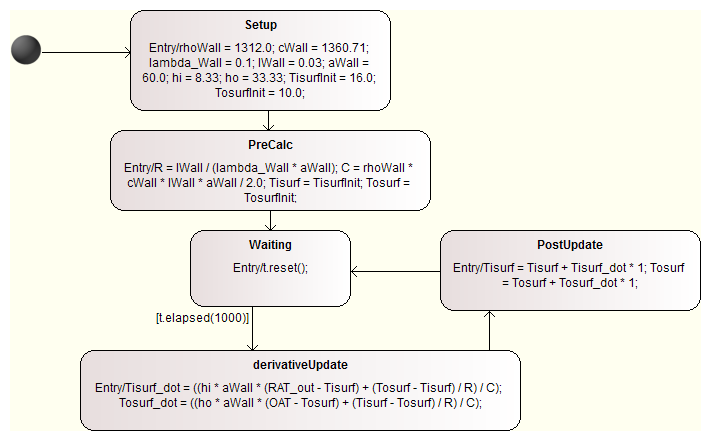 Setup
Entry/rhoWall = 1312.0; cWall = 1360.71;
lambda_Wall = 0.1; lWall = 0.03; aWall =
60.0; hi = 8.33; ho = 33.33; TisurfInit = 16.0;
TosurfInit = 10.0;
PreCalc
Entry/R = lWall / (lambda_Wall * aWall); C = rhoWall *
cWall * lWall * aWall / 2.0; Tisurf = TisurfInit; Tosurf =
TosurfInit;
Waiting
Entry/t.reset();
PostUpdate
Entry/Tisurf = Tisurf + Tisurf_dot * 1; Tosurf
= Tosurf + Tosurf_dot * 1;
[t.elapsed(1000)]
derivativeUpdate
Entry/Tisurf_dot = ((hi * aWall * (RAT_out - Tisurf) + (Tosurf - Tisurf) / R) / C);
Tosurf_dot = ((ho * aWall * (OAT - Tosurf) + (Tisurf - Tosurf) / R) / C);